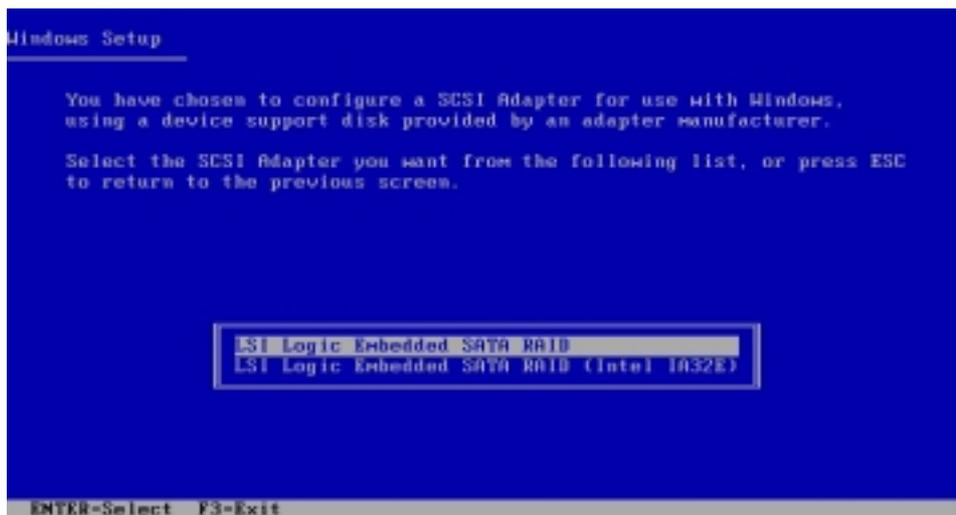 Windows Setup
You have chosen to configure a SCSI Adapter for use with Windows,
using a device support disk provided by an adapter manufacturer.
Select the SCSI Adapter you want from the following list, or press ESC
to return to the previous screen.
LSI Logic Embedded SATA RAID
LSI Logic Embedded SATA RAID (Intel IA32E)
ENTER=Select F3=Exit